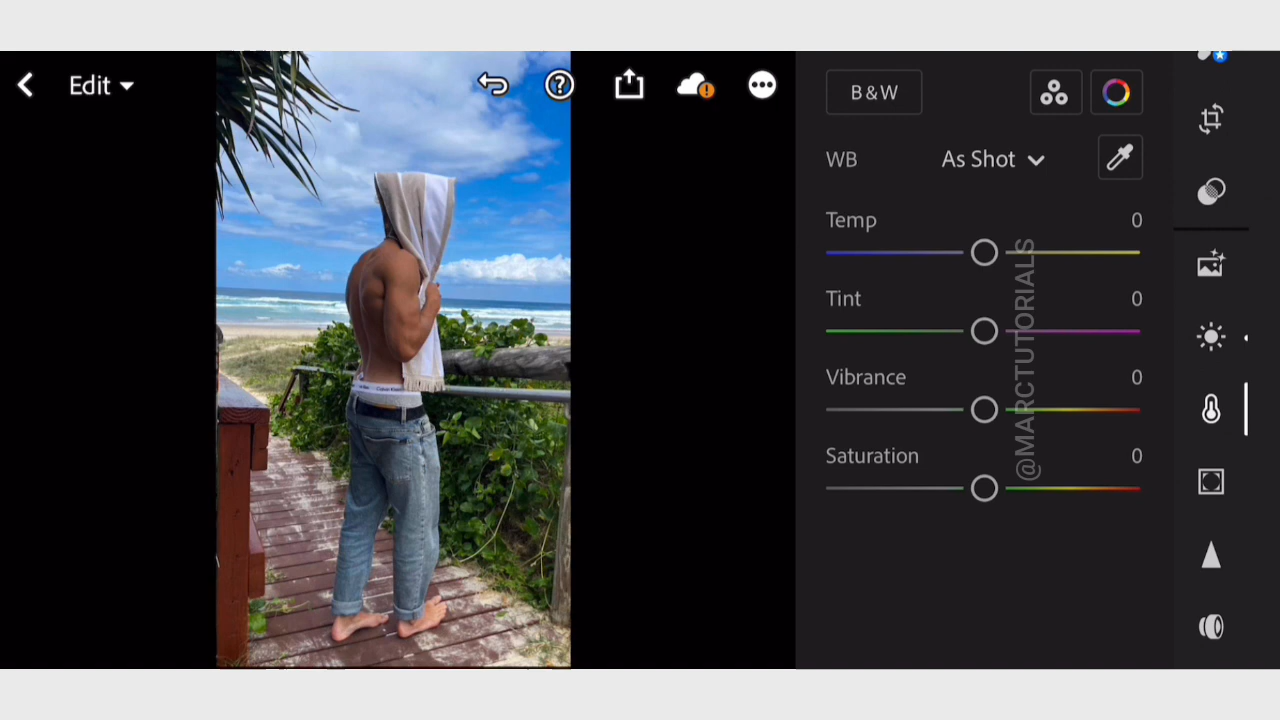 Edit
B&W
WB
As Shot
Temp
0
Tint
0
Vibrance
0
Saturation
0
@MARCTUTORIALS